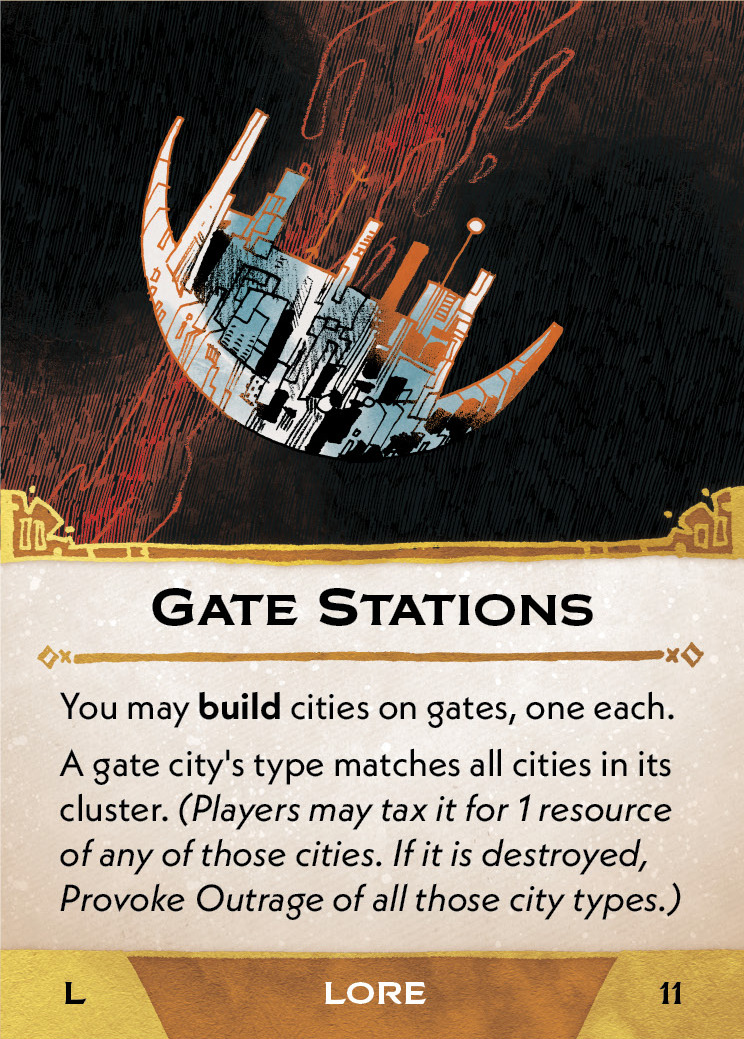 GATE STATIONS
You may build cities on gates, one each.
A gate city's type matches all cities in its
cluster. (Players may tax it for 1 resource
of any of those cities. If it is destroyed,
Provoke Outrage of all those city types.)
L LORE 11